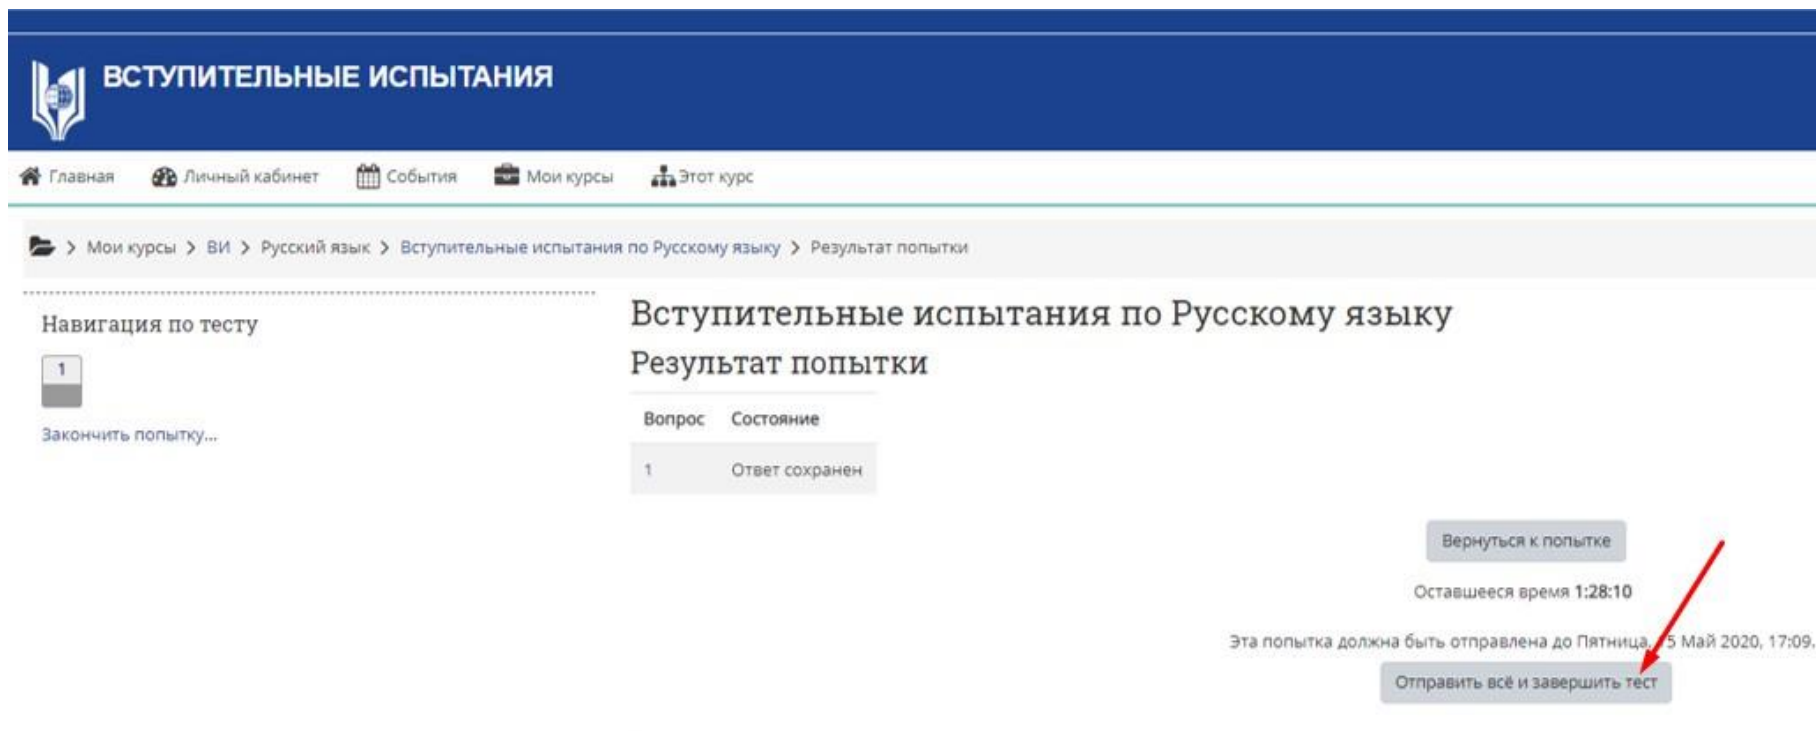 ВСТУПИТЕЛЬНЫЕ ИСПЫТАНИЯ
Главная Личный кабинет События Мои курсы Этот курс
> Мои курсы > ВИ > Русский язык > Вступительные испытания по Русскому языку > Результат попытки
Навигация по тесту
1
Закончить попытку...
Вступительные испытания по Русскому языку
Результат попытки
Вопрос Состояние
1 Ответ сохранен
Вернуться к попытке
Оставшееся время 1:28:10
Эта попытка должна быть отправлена до Пятница, 15 Май 2020, 17:09.
Отправить всё и завершить тест